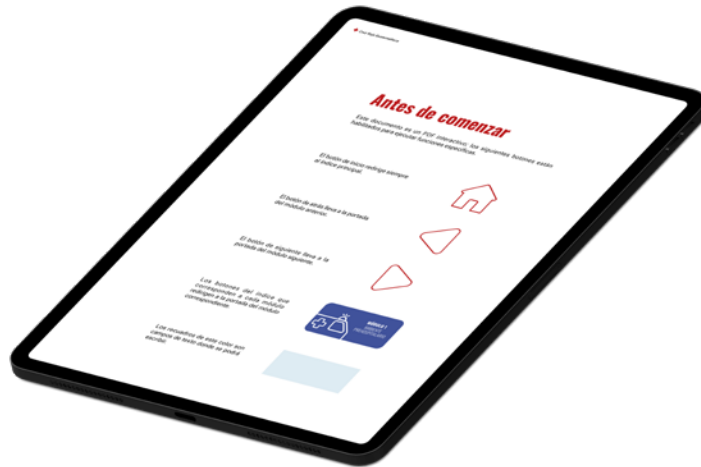 Antes de comenzar
Este documento es un PDF interactivo, los siguientes botones están
habilitados para ejecutar funciones específicas.
El botón de inicio redirige siempre
al índice principal.
El botón de atrás lleva a la portada
del módulo anterior.
El botón de siguiente lleva a la
portada del módulo siguiente.
Los botones del índice que
corresponden a cada módulo
redirigen a la portada del módulo
correspondiente.
MÓDULO 1
Los recuadros de este color son
campos de texto donde se podrá
escribir.